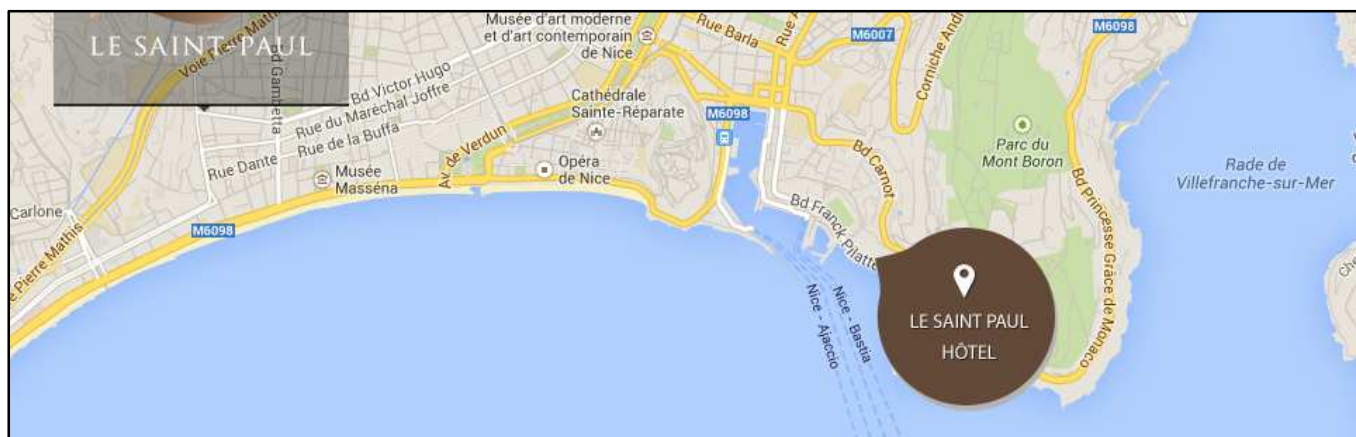 LE SAINT-PAUL
Voie Pierre Mathis
Bd Gambetta
Bd Victor Hugo
Rue du Maréchal Joffre
Rue de la Buffa
Rue Dante
Musée
Masséna
Av. de Verdun
Musée d'art moderne
et d'art contemporain
de Nice
Cathédrale
Sainte-Réparate
Opéra
de Nice
Rue Barla
M6098
M6007
Corniche
M6098
Parc du
Mont Boron
Bd Carnot
Bd Franck Pilatte
Bd Princesse Grâce de Monaco
Rade de
Villefranche-sur-Mer
Carlone
Pierre Mathis
M6098
Nice - Ajaccio
Nice - Bastia
LE SAINT PAUL
HÔTEL